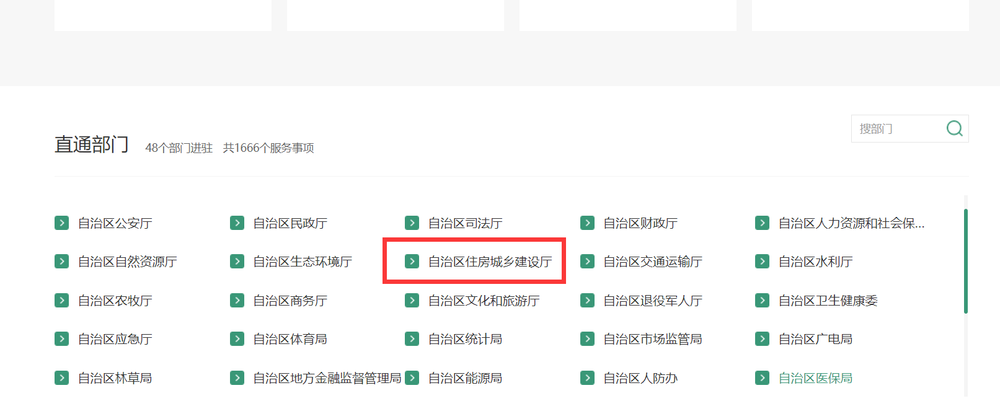 搜部门
直通部门 48个部门进驻 共1666个服务事项
自治区公安厅 自治区民政厅 自治区司法厅 自治区财政厅 自治区人力资源和社会保...
自治区自然资源厅 自治区生态环境厅 自治区住房城乡建设厅 自治区交通运输厅 自治区水利厅
自治区农牧厅 自治区商务厅 自治区文化和旅游厅 自治区退役军人厅 自治区卫生健康委
自治区应急厅 自治区体育局 自治区统计局 自治区市场监管局 自治区广电局
自治区林草局 自治区地方金融监督管理局 自治区能源局 自治区人防办 自治区医保局